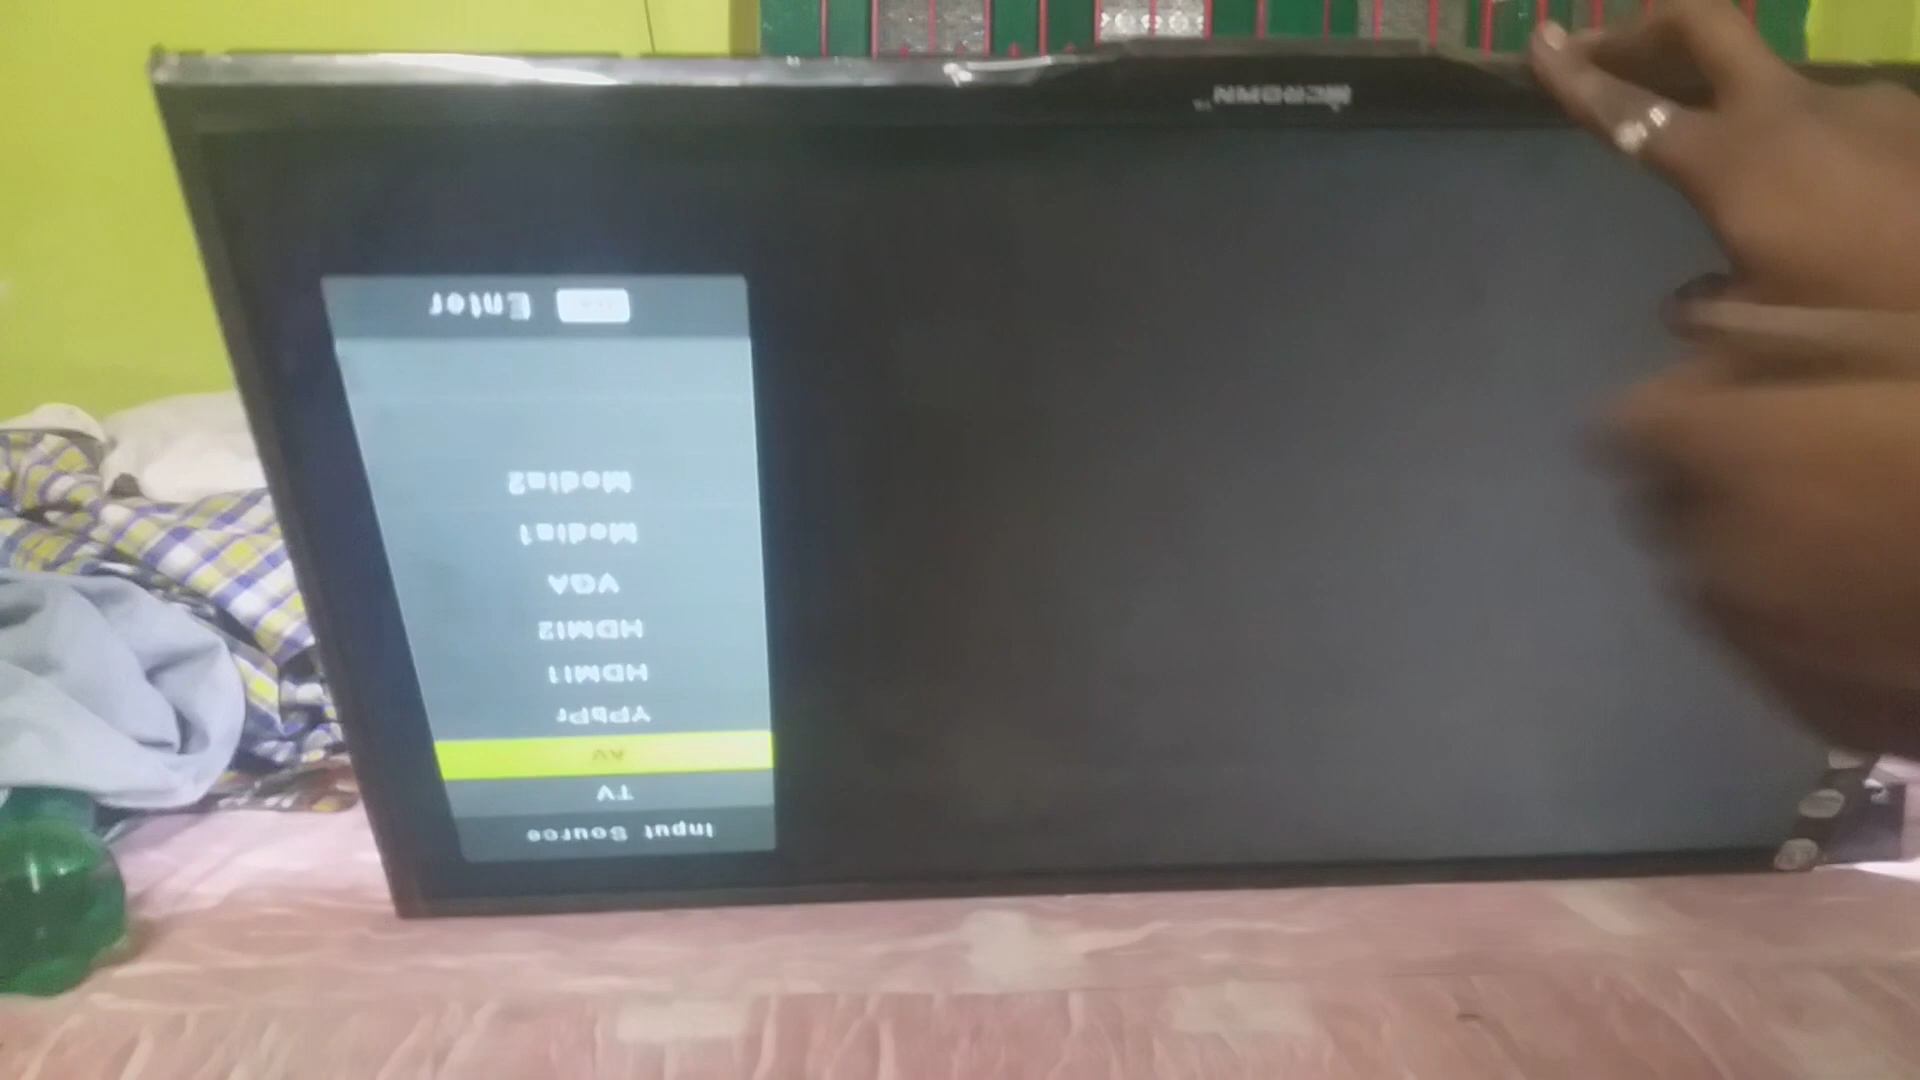 Input Source
TV
AV
YPbPr
HDMI1
HDMI2
VGA
Media1
Media2
Enter